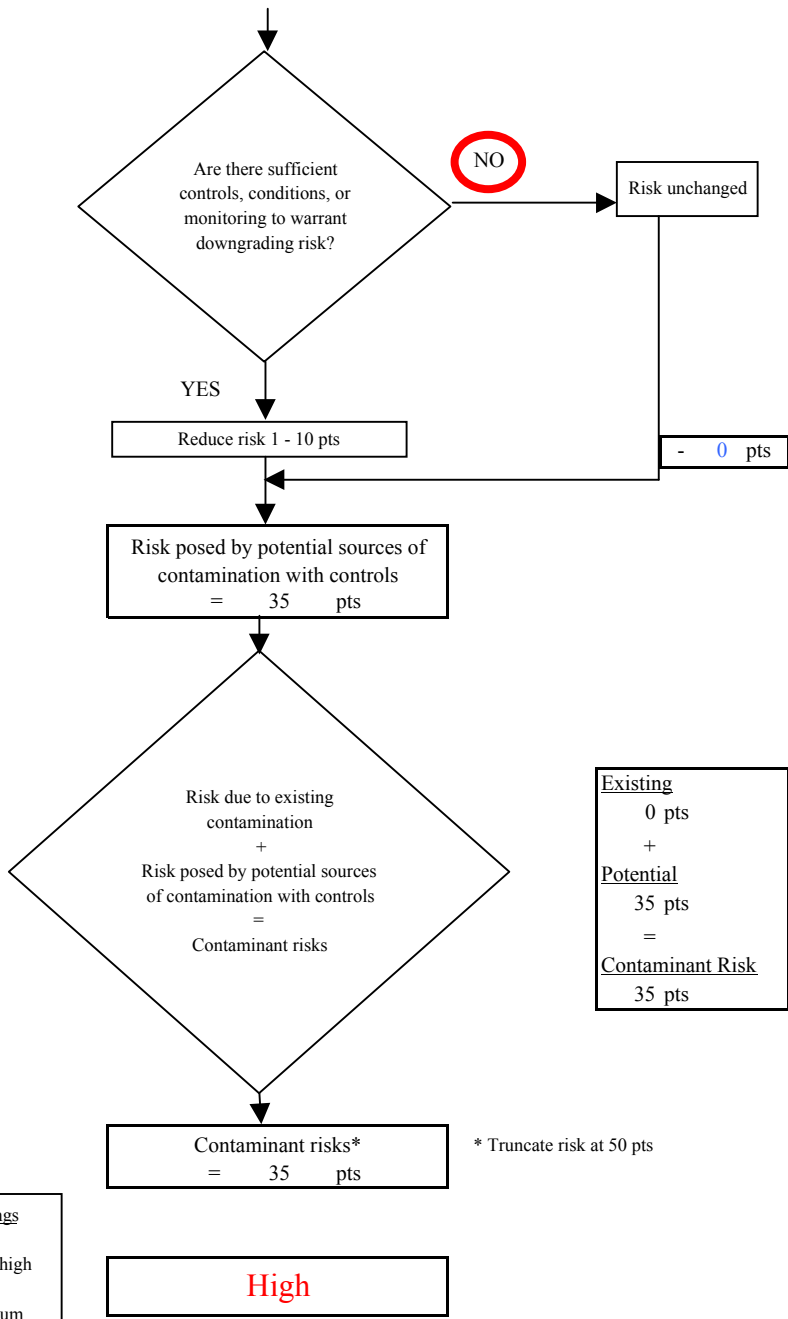 Are there sufficient
controls, conditions, or
monitoring to warrant
downgrading risk?
NO
Risk unchanged
YES
Reduce risk 1 - 10 pts
- 0 pts
Risk posed by potential sources of
contamination with controls
= 35 pts
Risk due to existing
contamination
+
Risk posed by potential sources
of contamination with controls
=
Contaminant risks
Existing
0 pts
+
Potential
35 pts
=
Contaminant Risk
35 pts
Contaminant risks*
= 35 pts
* Truncate risk at 50 pts
high
High